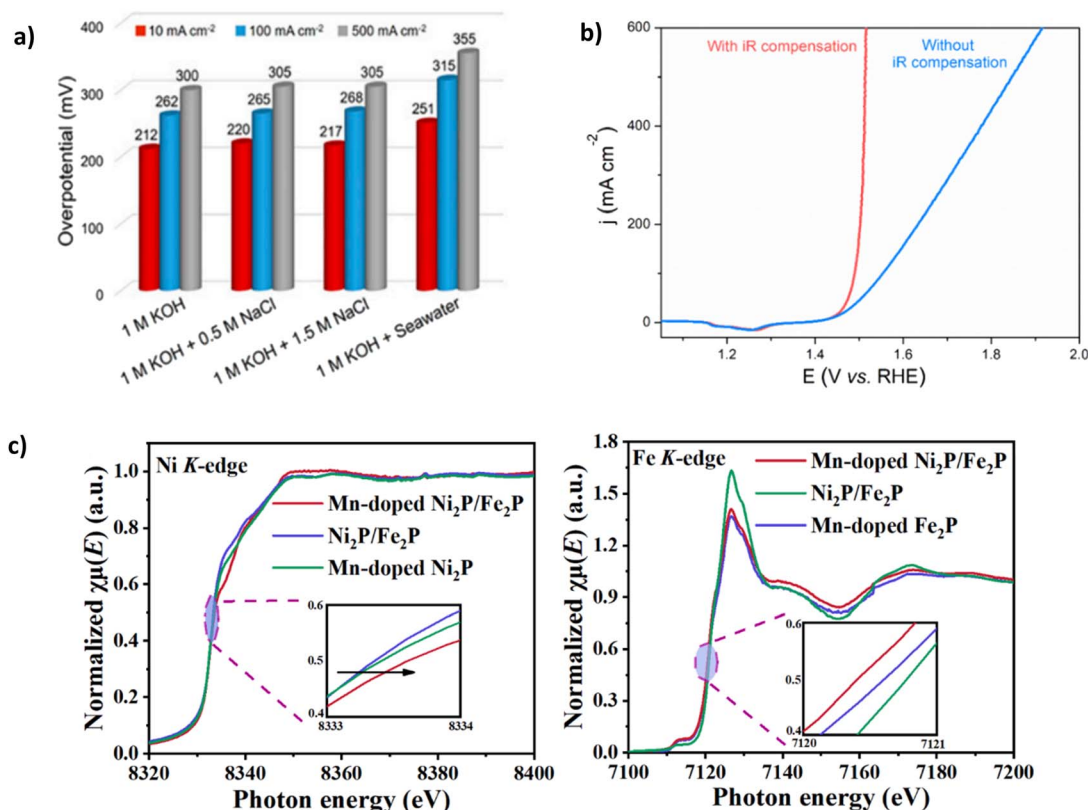 a)
Overpotential (mV)
400
300
200
100
0
10 mA cm⁻² 100 mA cm⁻² 500 mA cm⁻²
212 262 300
220 265 305
217 268 305
251 315 355
1 M KOH
1 M KOH + 0.5 M NaCl
1 M KOH + 1.5 M NaCl
1 M KOH + Seawater
b)
j (mA cm⁻²)
600
400
200
0
With iR compensation
Without
iR compensation
1.2 1.4 1.6 1.8 2.0
E (V vs. RHE)
c)
Normalized χμ(E) (a.u.)
1.0
0.8
0.6
0.4
0.2
0.0
Ni K-edge
Mn-doped Ni₂P/Fe₂P
Ni₂P/Fe₂P
Mn-doped Ni₂P
0.6
0.5
0.4
8333 8334
8320 8340 8360 8380 8400
Photon energy (eV)
Normalized χμ(E) (a.u.)
1.8
1.5
1.2
0.9
0.6
0.3
0.0
Fe K-edge
Mn-doped Ni₂P/Fe₂P
Ni₂P/Fe₂P
Mn-doped Fe₂P
0.6
0.5
0.4
7120 7121
7100 7120 7140 7160 7180 7200
Photon energy (eV)